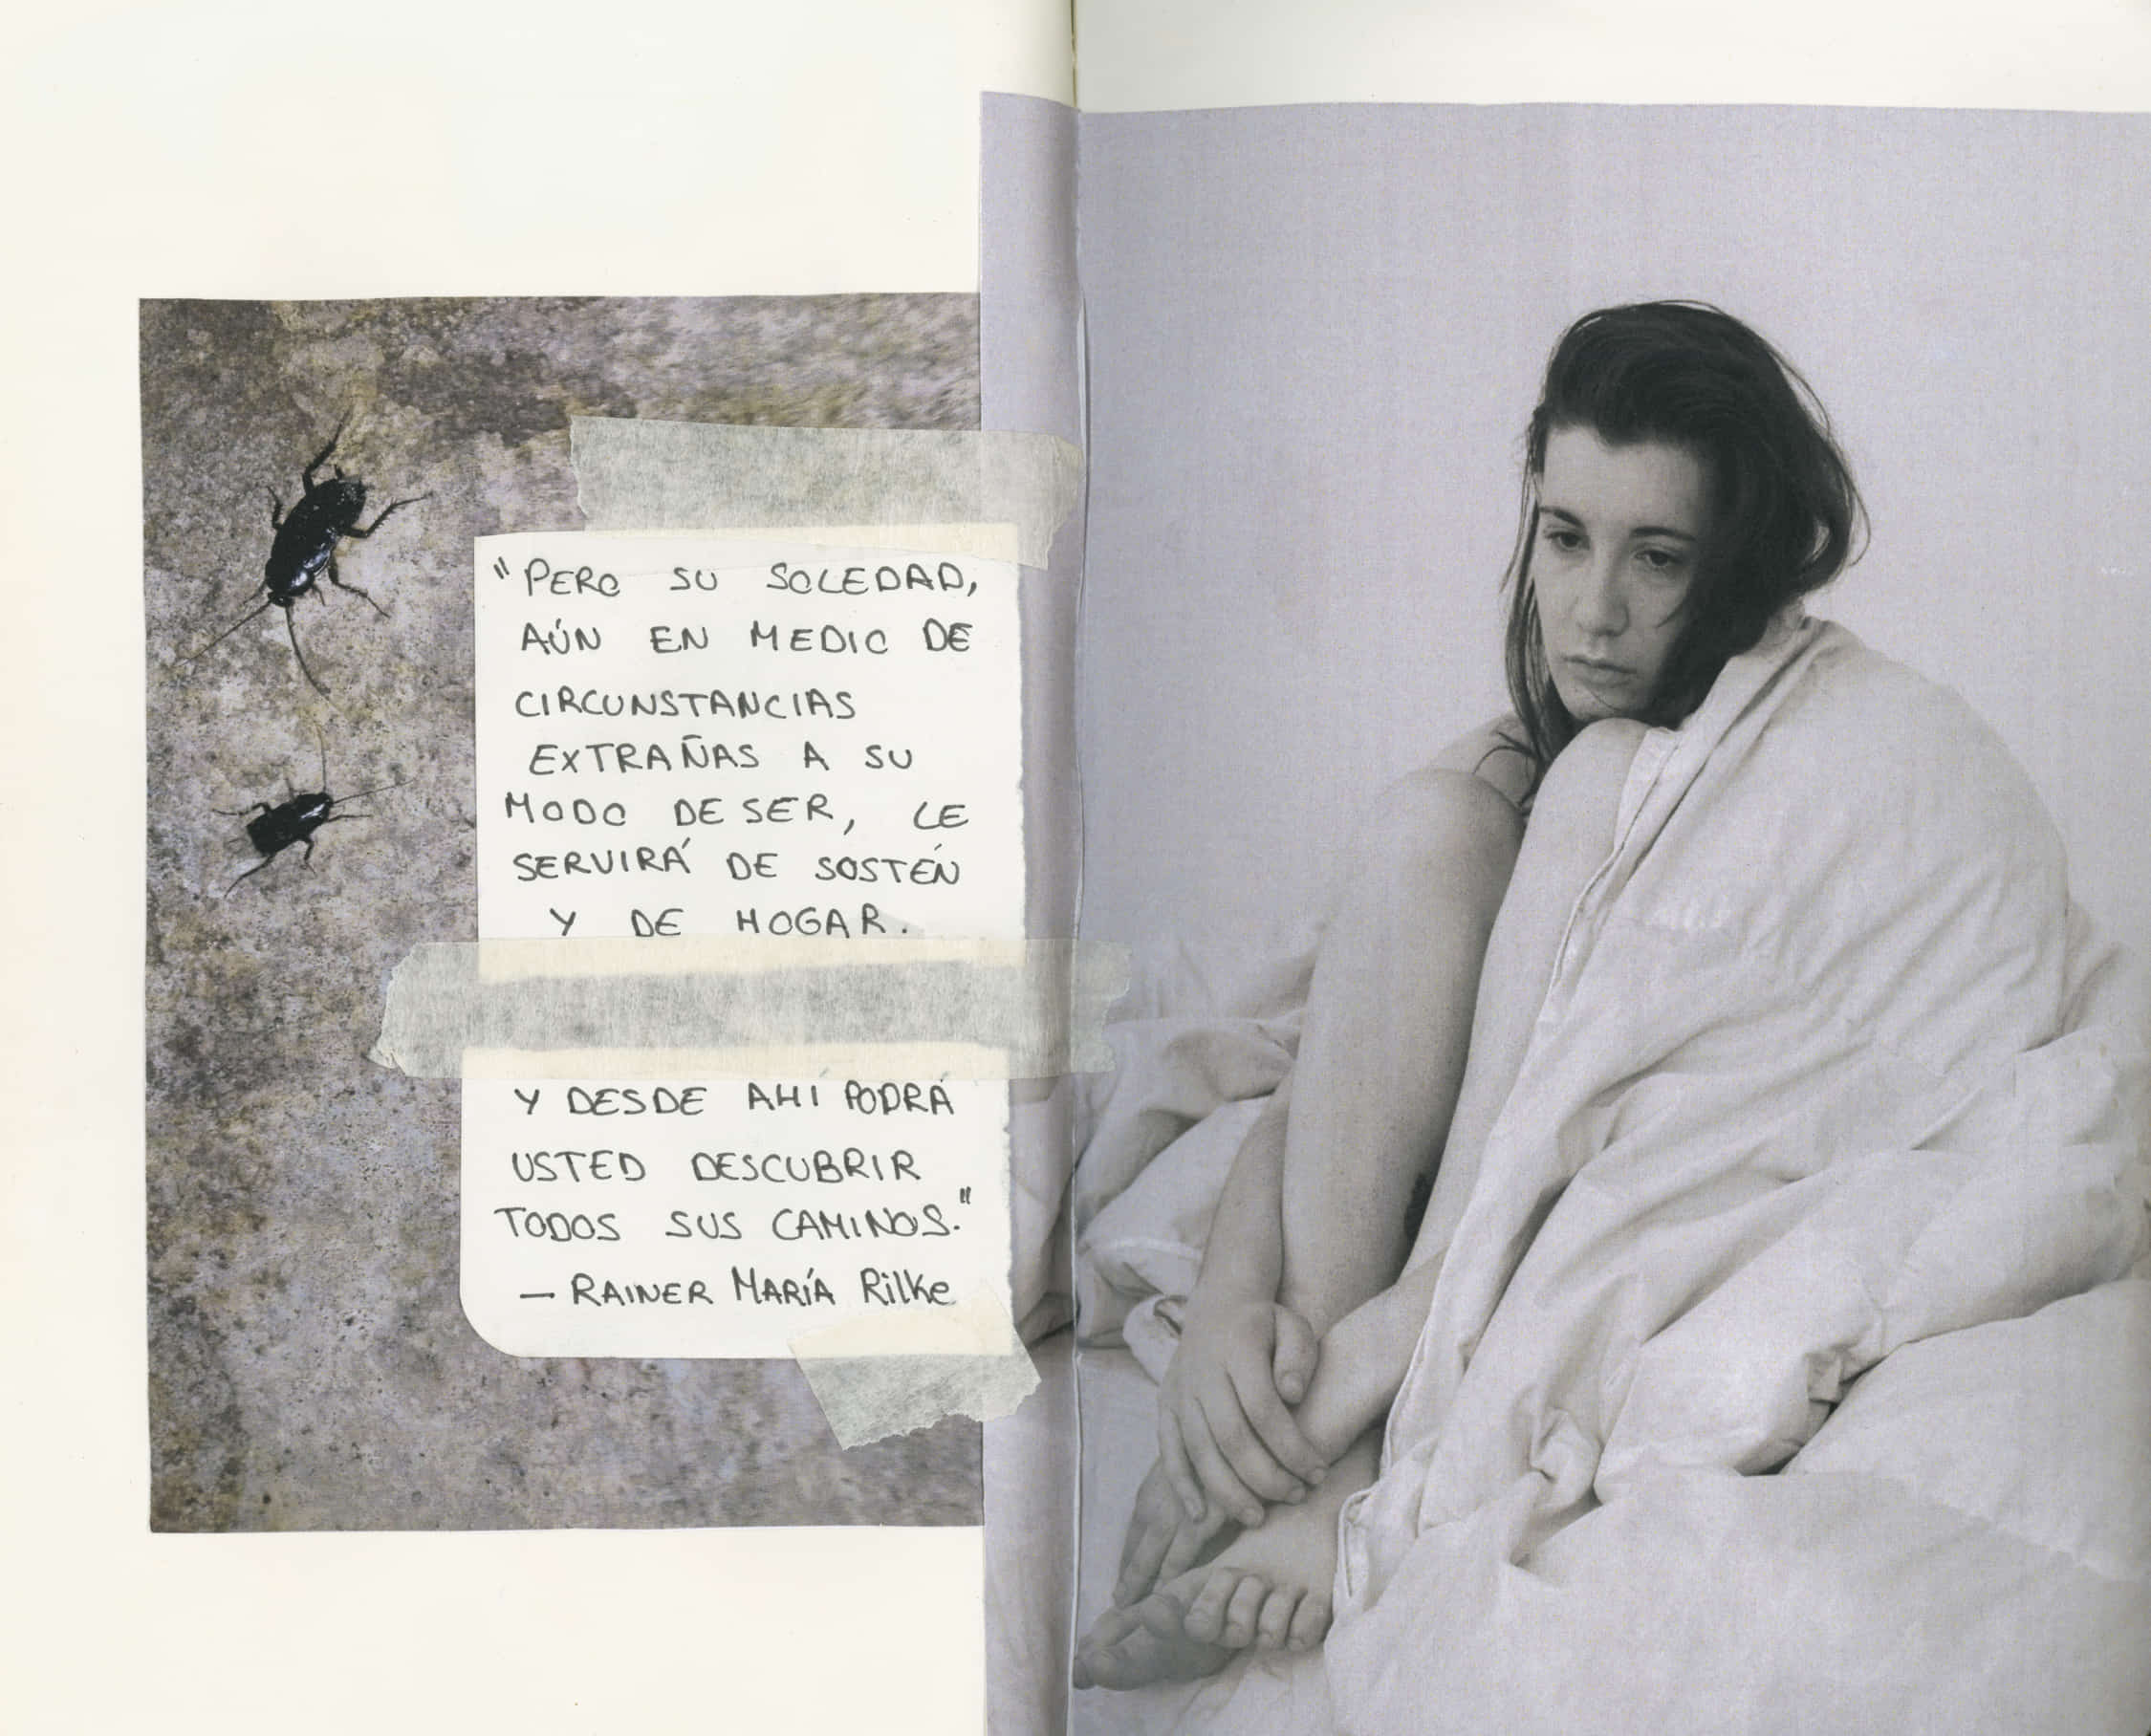 "PERO SU SOLEDAD,
AÚN EN MEDIO DE
CIRCUNSTANCIAS
EXTRAÑAS A SU
MODO DE SER, LE
SERVIRÁ DE SOSTÉN
Y DE HOGAR.
Y DESDE AHI PODRÁ
USTED DESCUBRIR
TODOS SUS CAMINOS."
— RAINER MARÍA Rilke